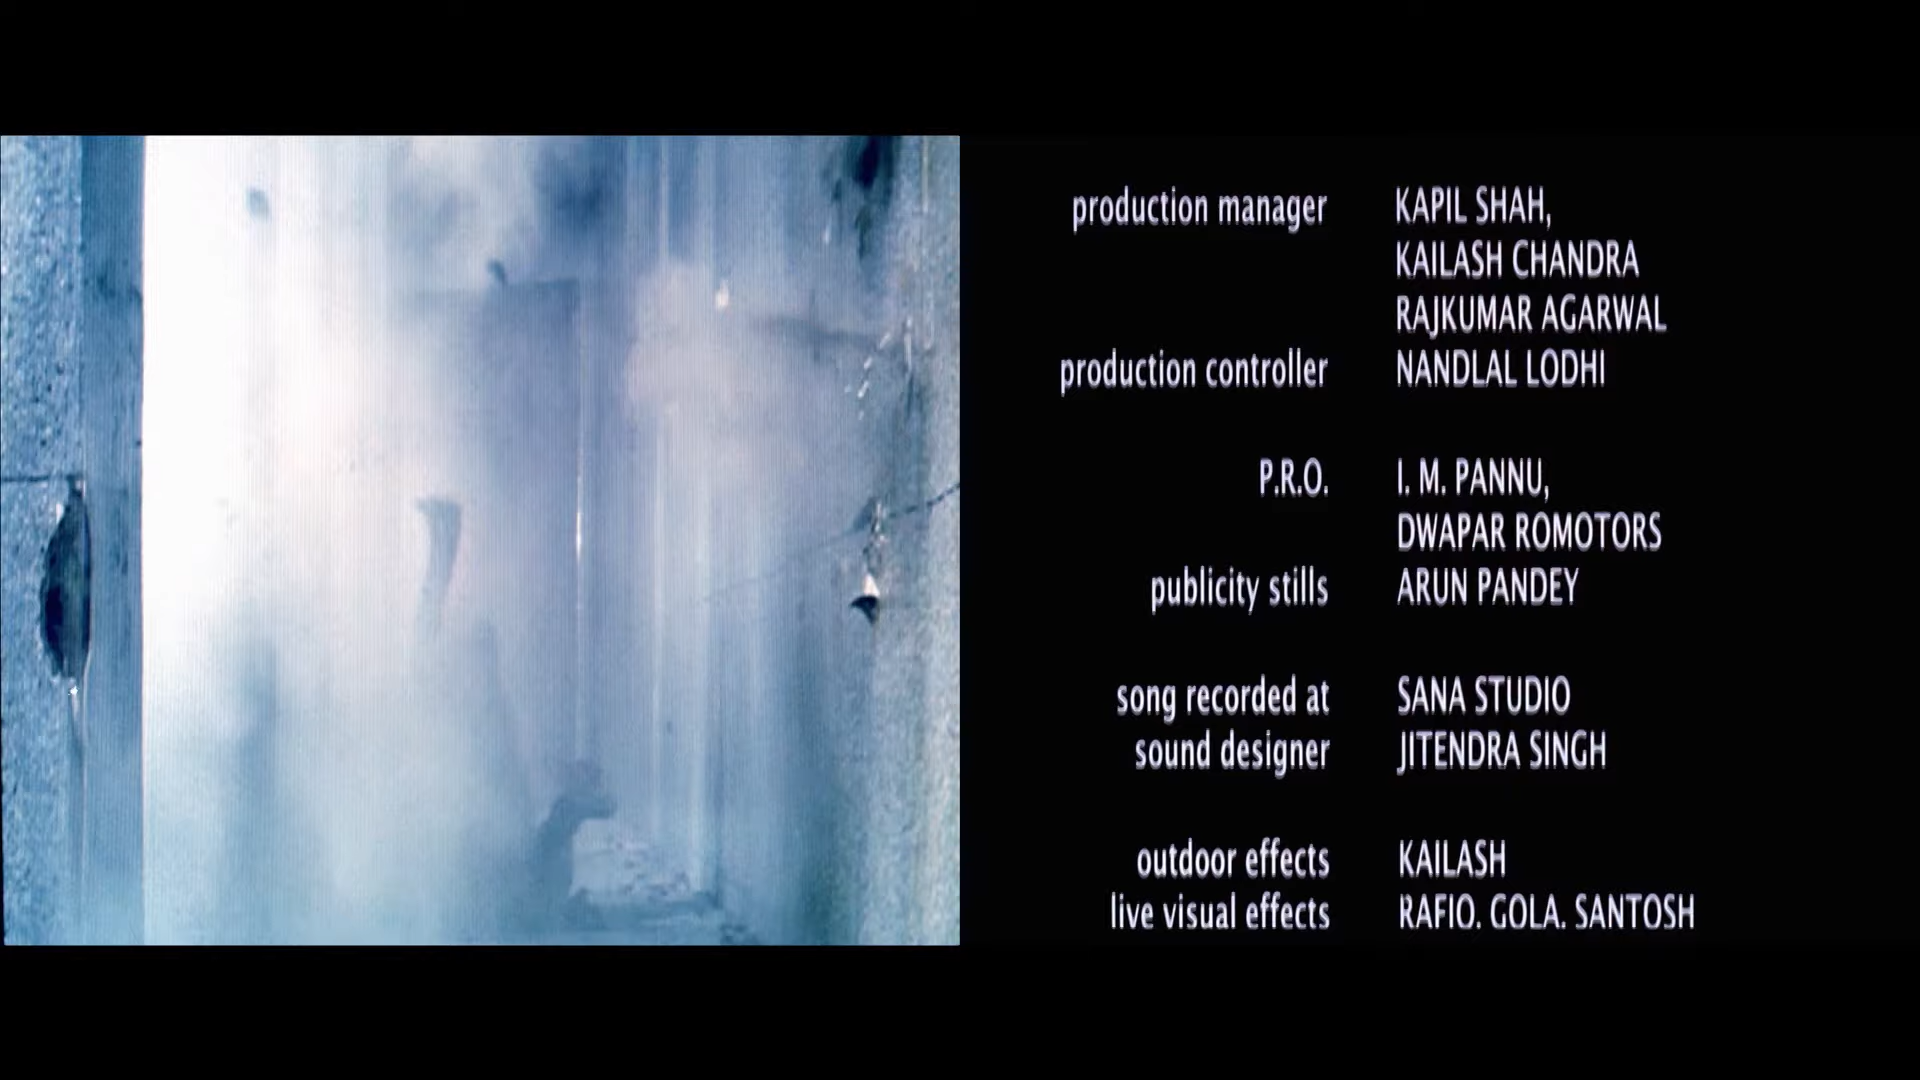 production manager KAPIL SHAH,
KAILASH CHANDRA
RAJKUMAR AGARWAL
production controller NANDLAL LODHI
P.R.O. I. M. PANNU,
DWAPAR ROMOTORS
publicity stills ARUN PANDEY
song recorded at SANA STUDIO
sound designer JITENDRA SINGH
outdoor effects KAILASH
live visual effects RAFIQ, GOLA, SANTOSH